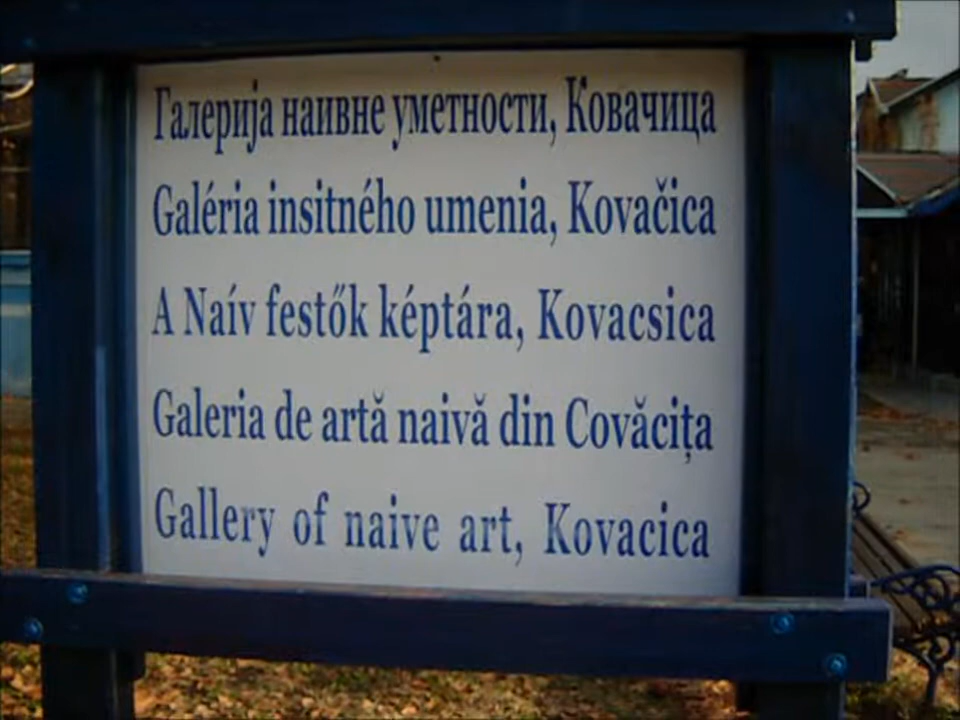 Галерија наивне уметности, Ковачица
Galéria insitného umenia, Kovačica
A Naív festők képtára, Kovacsica
Galeria de artă naivă din Covăcița
Gallery of naive art, Kovacica